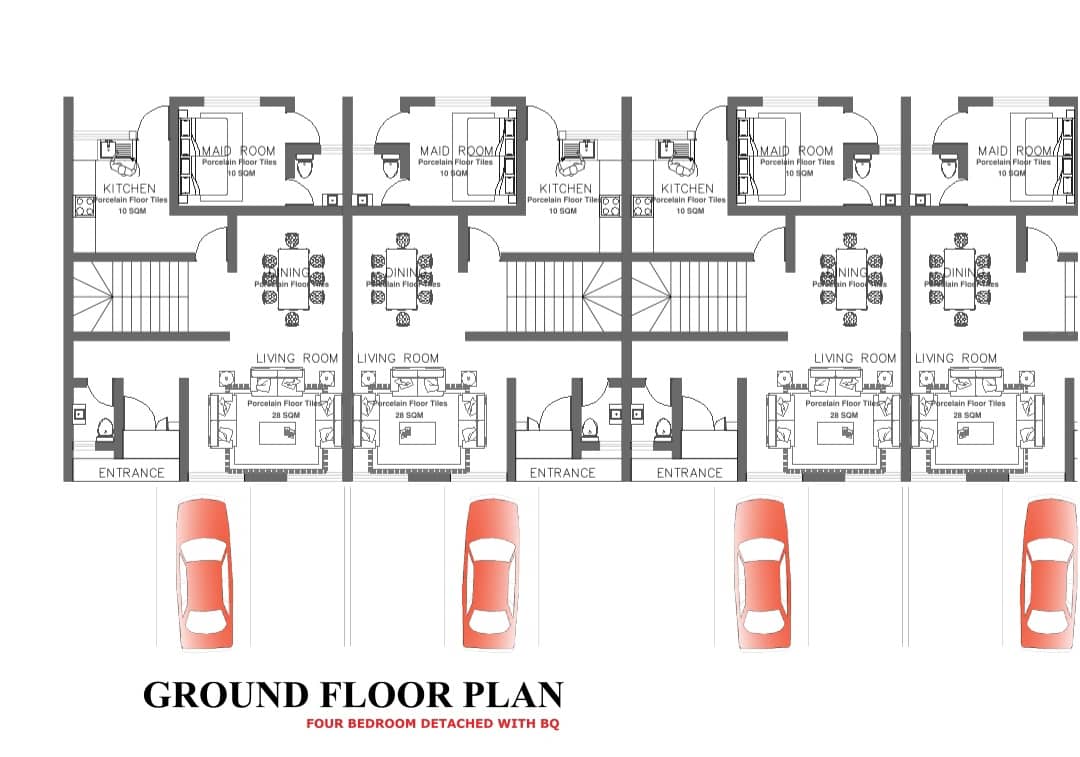 MAID ROOM
Porcelain Floor Tiles
10 SQM
MAID ROOM
Porcelain Floor Tiles
10 SQM
MAID ROOM
Porcelain Floor Tiles
10 SQM
MAID ROOM
Porcelain Floor Tiles
10 SQM
KITCHEN
Porcelain Floor Tiles
10 SQM
KITCHEN
Porcelain Floor Tiles
10 SQM
KITCHEN
Porcelain Floor Tiles
10 SQM
DINING
Porcelain Floor Tiles
DINING
Porcelain Floor Tiles
DINING
Porcelain Floor Tiles
DINING
Porcelain Floor Tiles
LIVING ROOM
Porcelain Floor Tiles
28 SQM
LIVING ROOM
Porcelain Floor Tiles
28 SQM
LIVING ROOM
Porcelain Floor Tiles
28 SQM
LIVING ROOM
Porcelain Floor Tiles
28 SQM
ENTRANCE
ENTRANCE
ENTRANCE
GROUND FLOOR PLAN
FOUR BEDROOM DETACHED WITH BQ